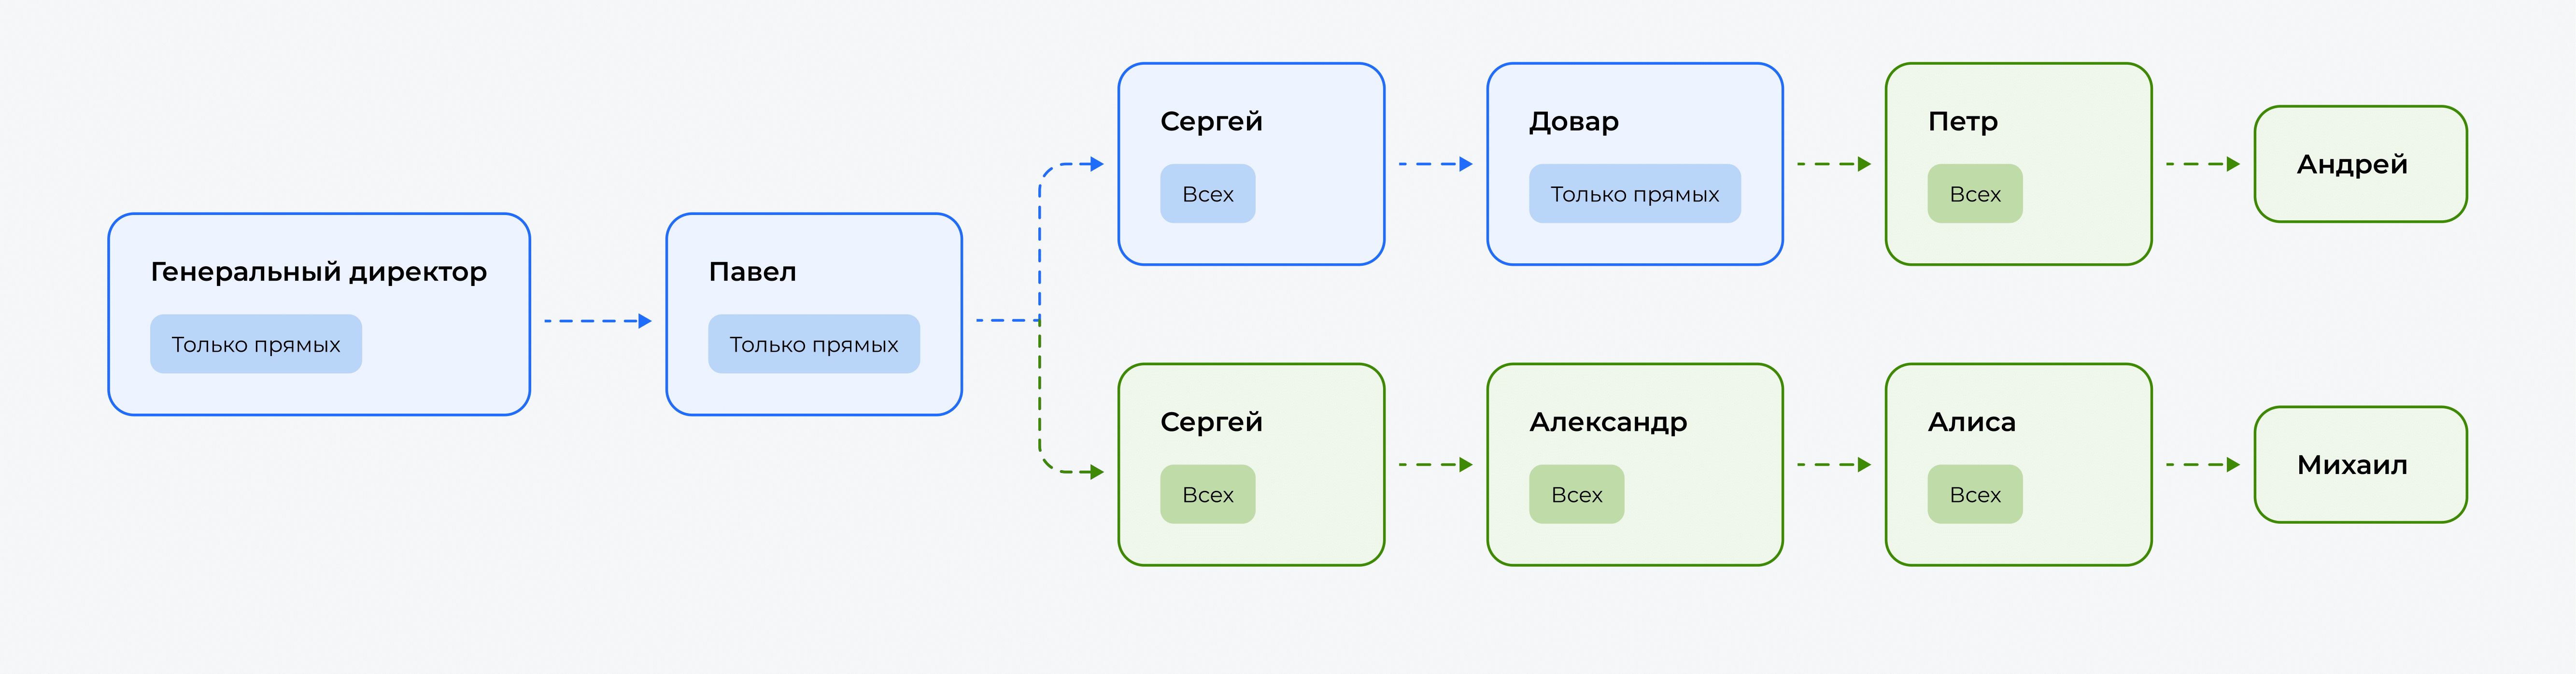 Генеральный директор
Только прямых
Павел
Только прямых
Сергей
Всех
Довар
Только прямых
Петр
Всех
Андрей
Сергей
Всех
Александр
Всех
Алиса
Всех
Михаил